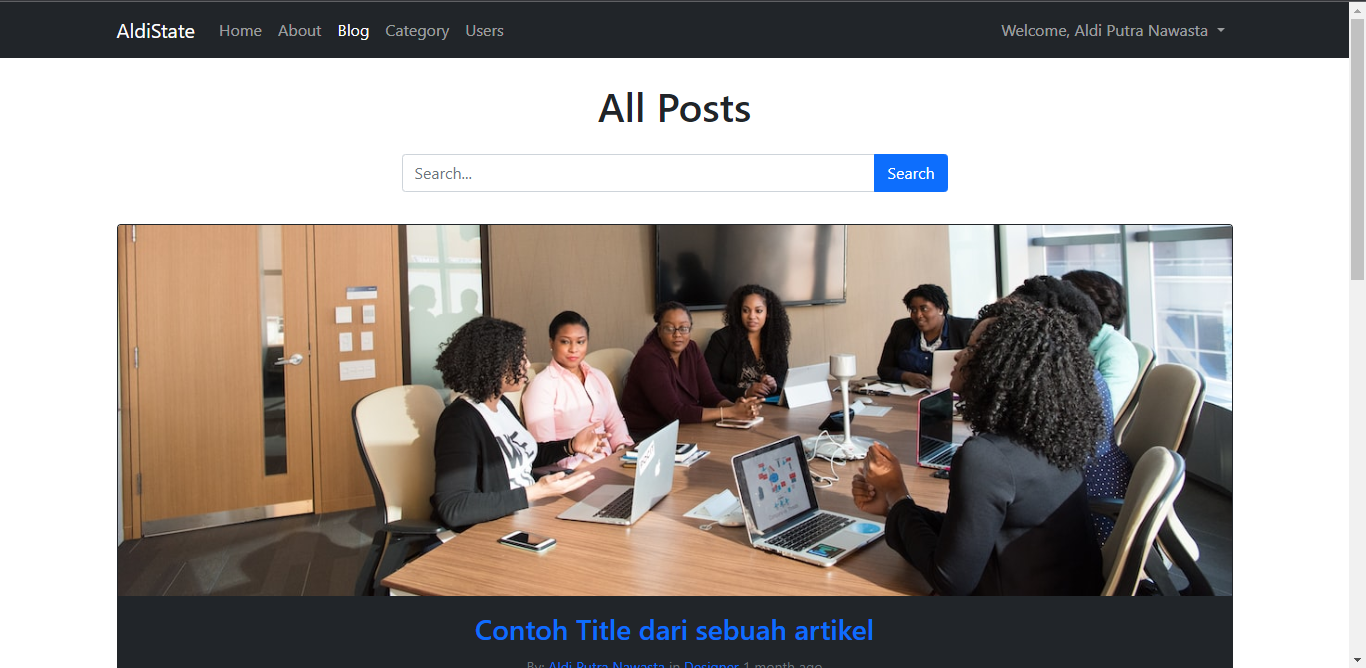 AldiState Home About Blog Category Users Welcome, Aldi Putra Nawasta
All Posts
Search... Search
Contoh Title dari sebuah artikel
By: Aldi Putra Nawasta in Designer 1 month ago